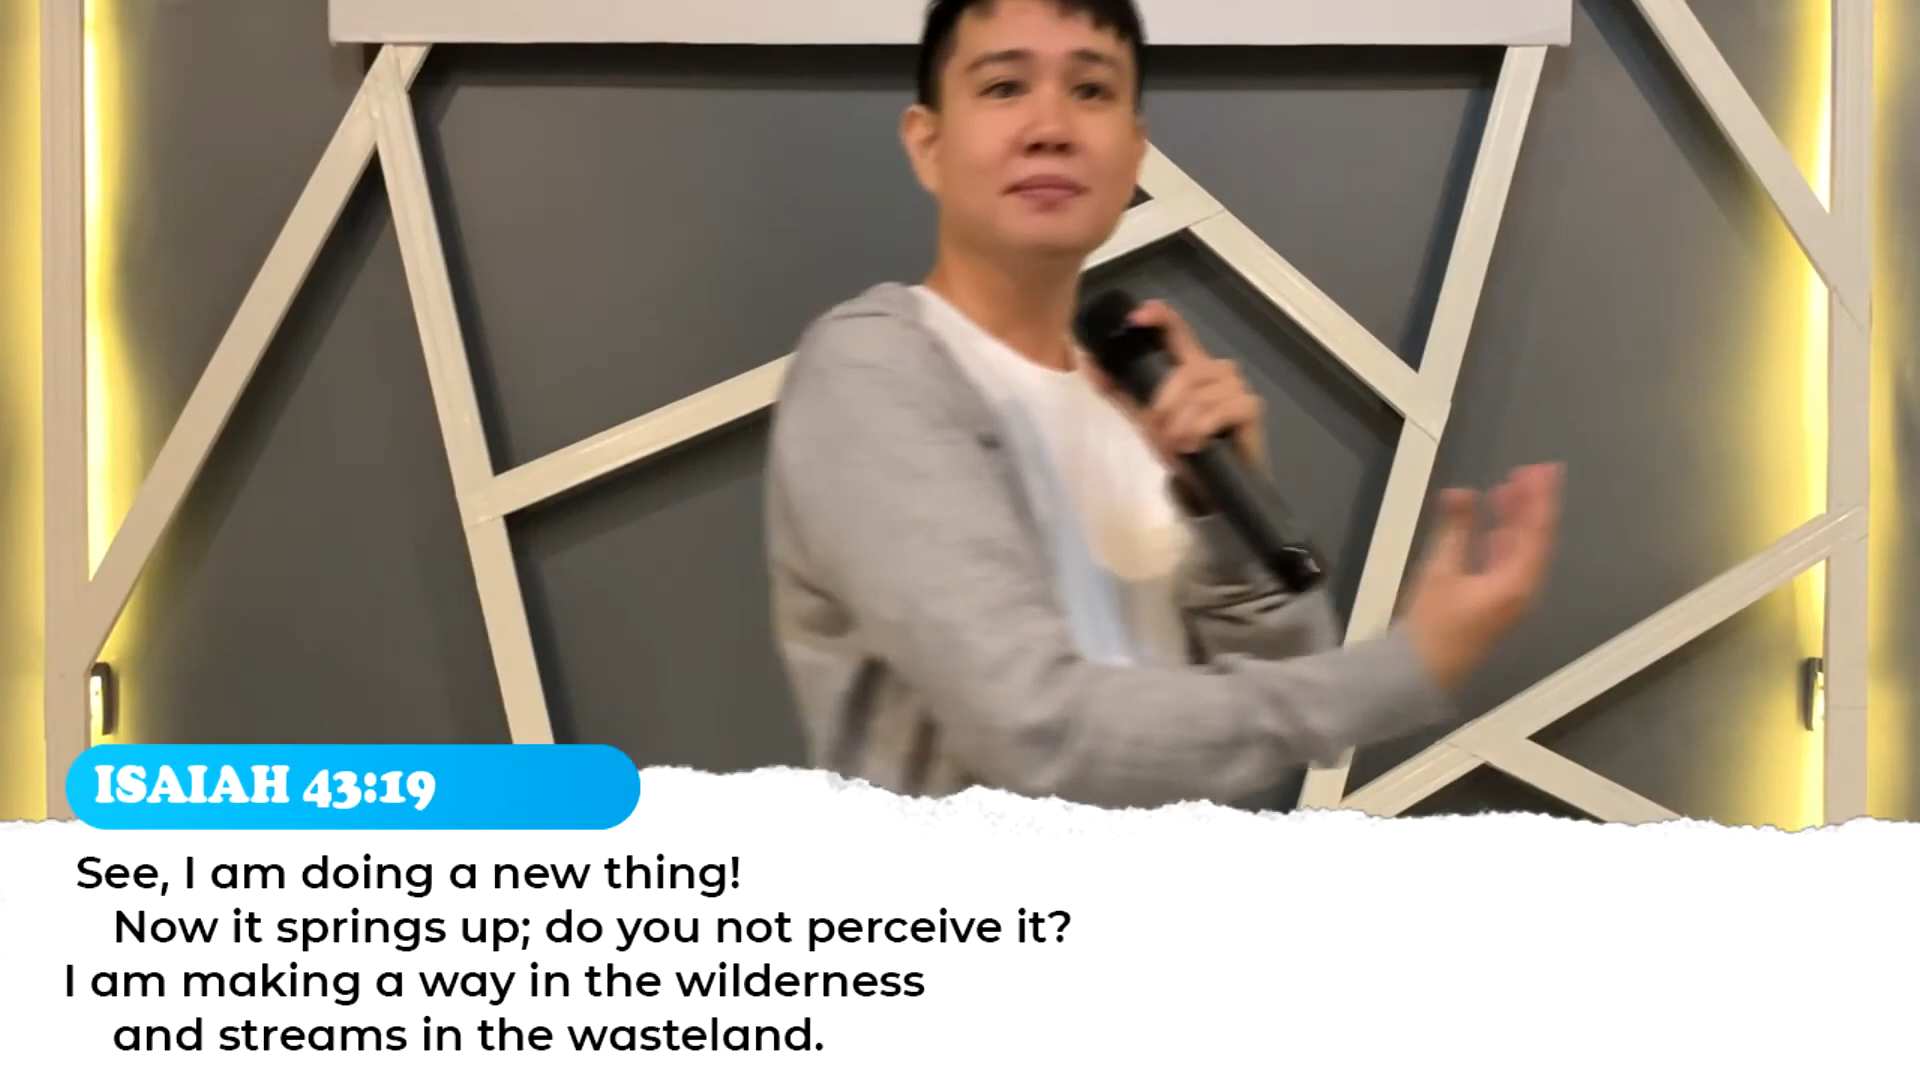 ISAIAH 43:19
See, I am doing a new thing!
Now it springs up; do you not perceive it?
I am making a way in the wilderness
and streams in the wasteland.